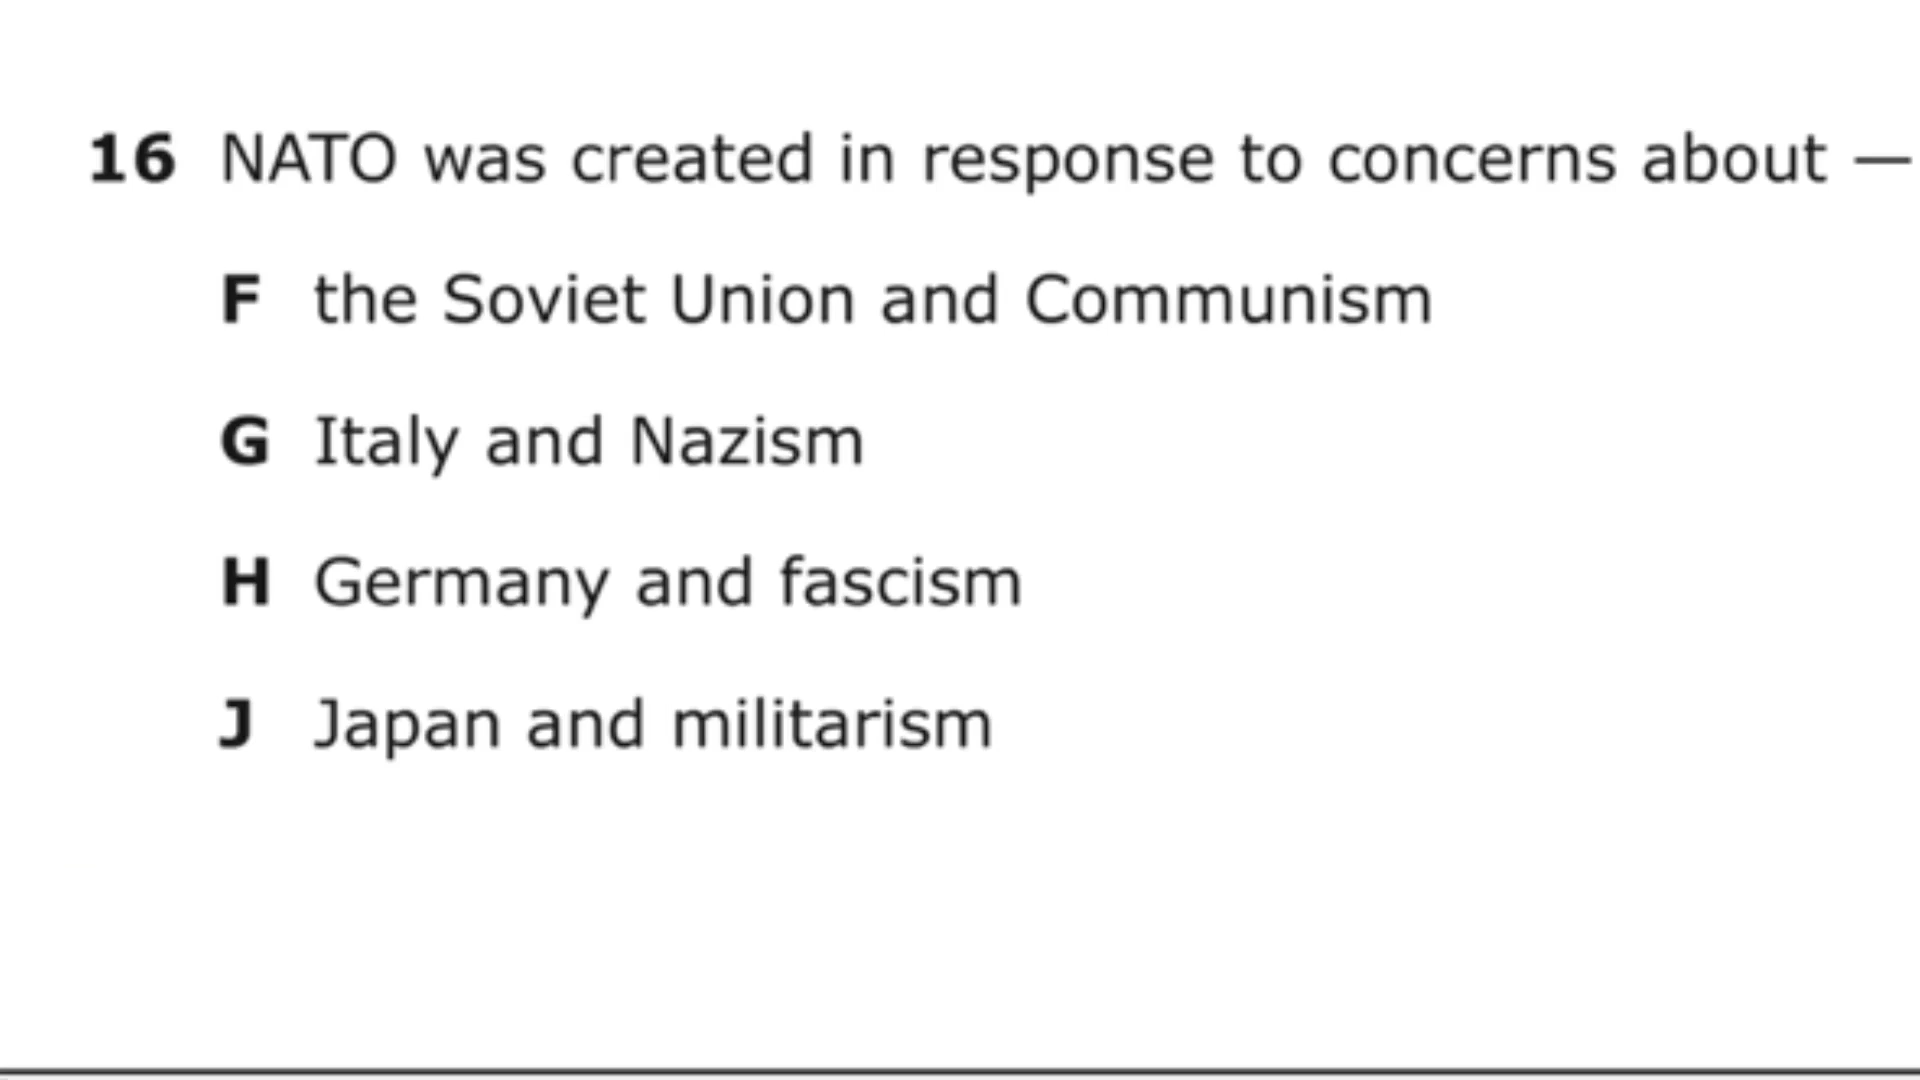 16 NATO was created in response to concerns about —
F the Soviet Union and Communism
G Italy and Nazism
H Germany and fascism
J Japan and militarism